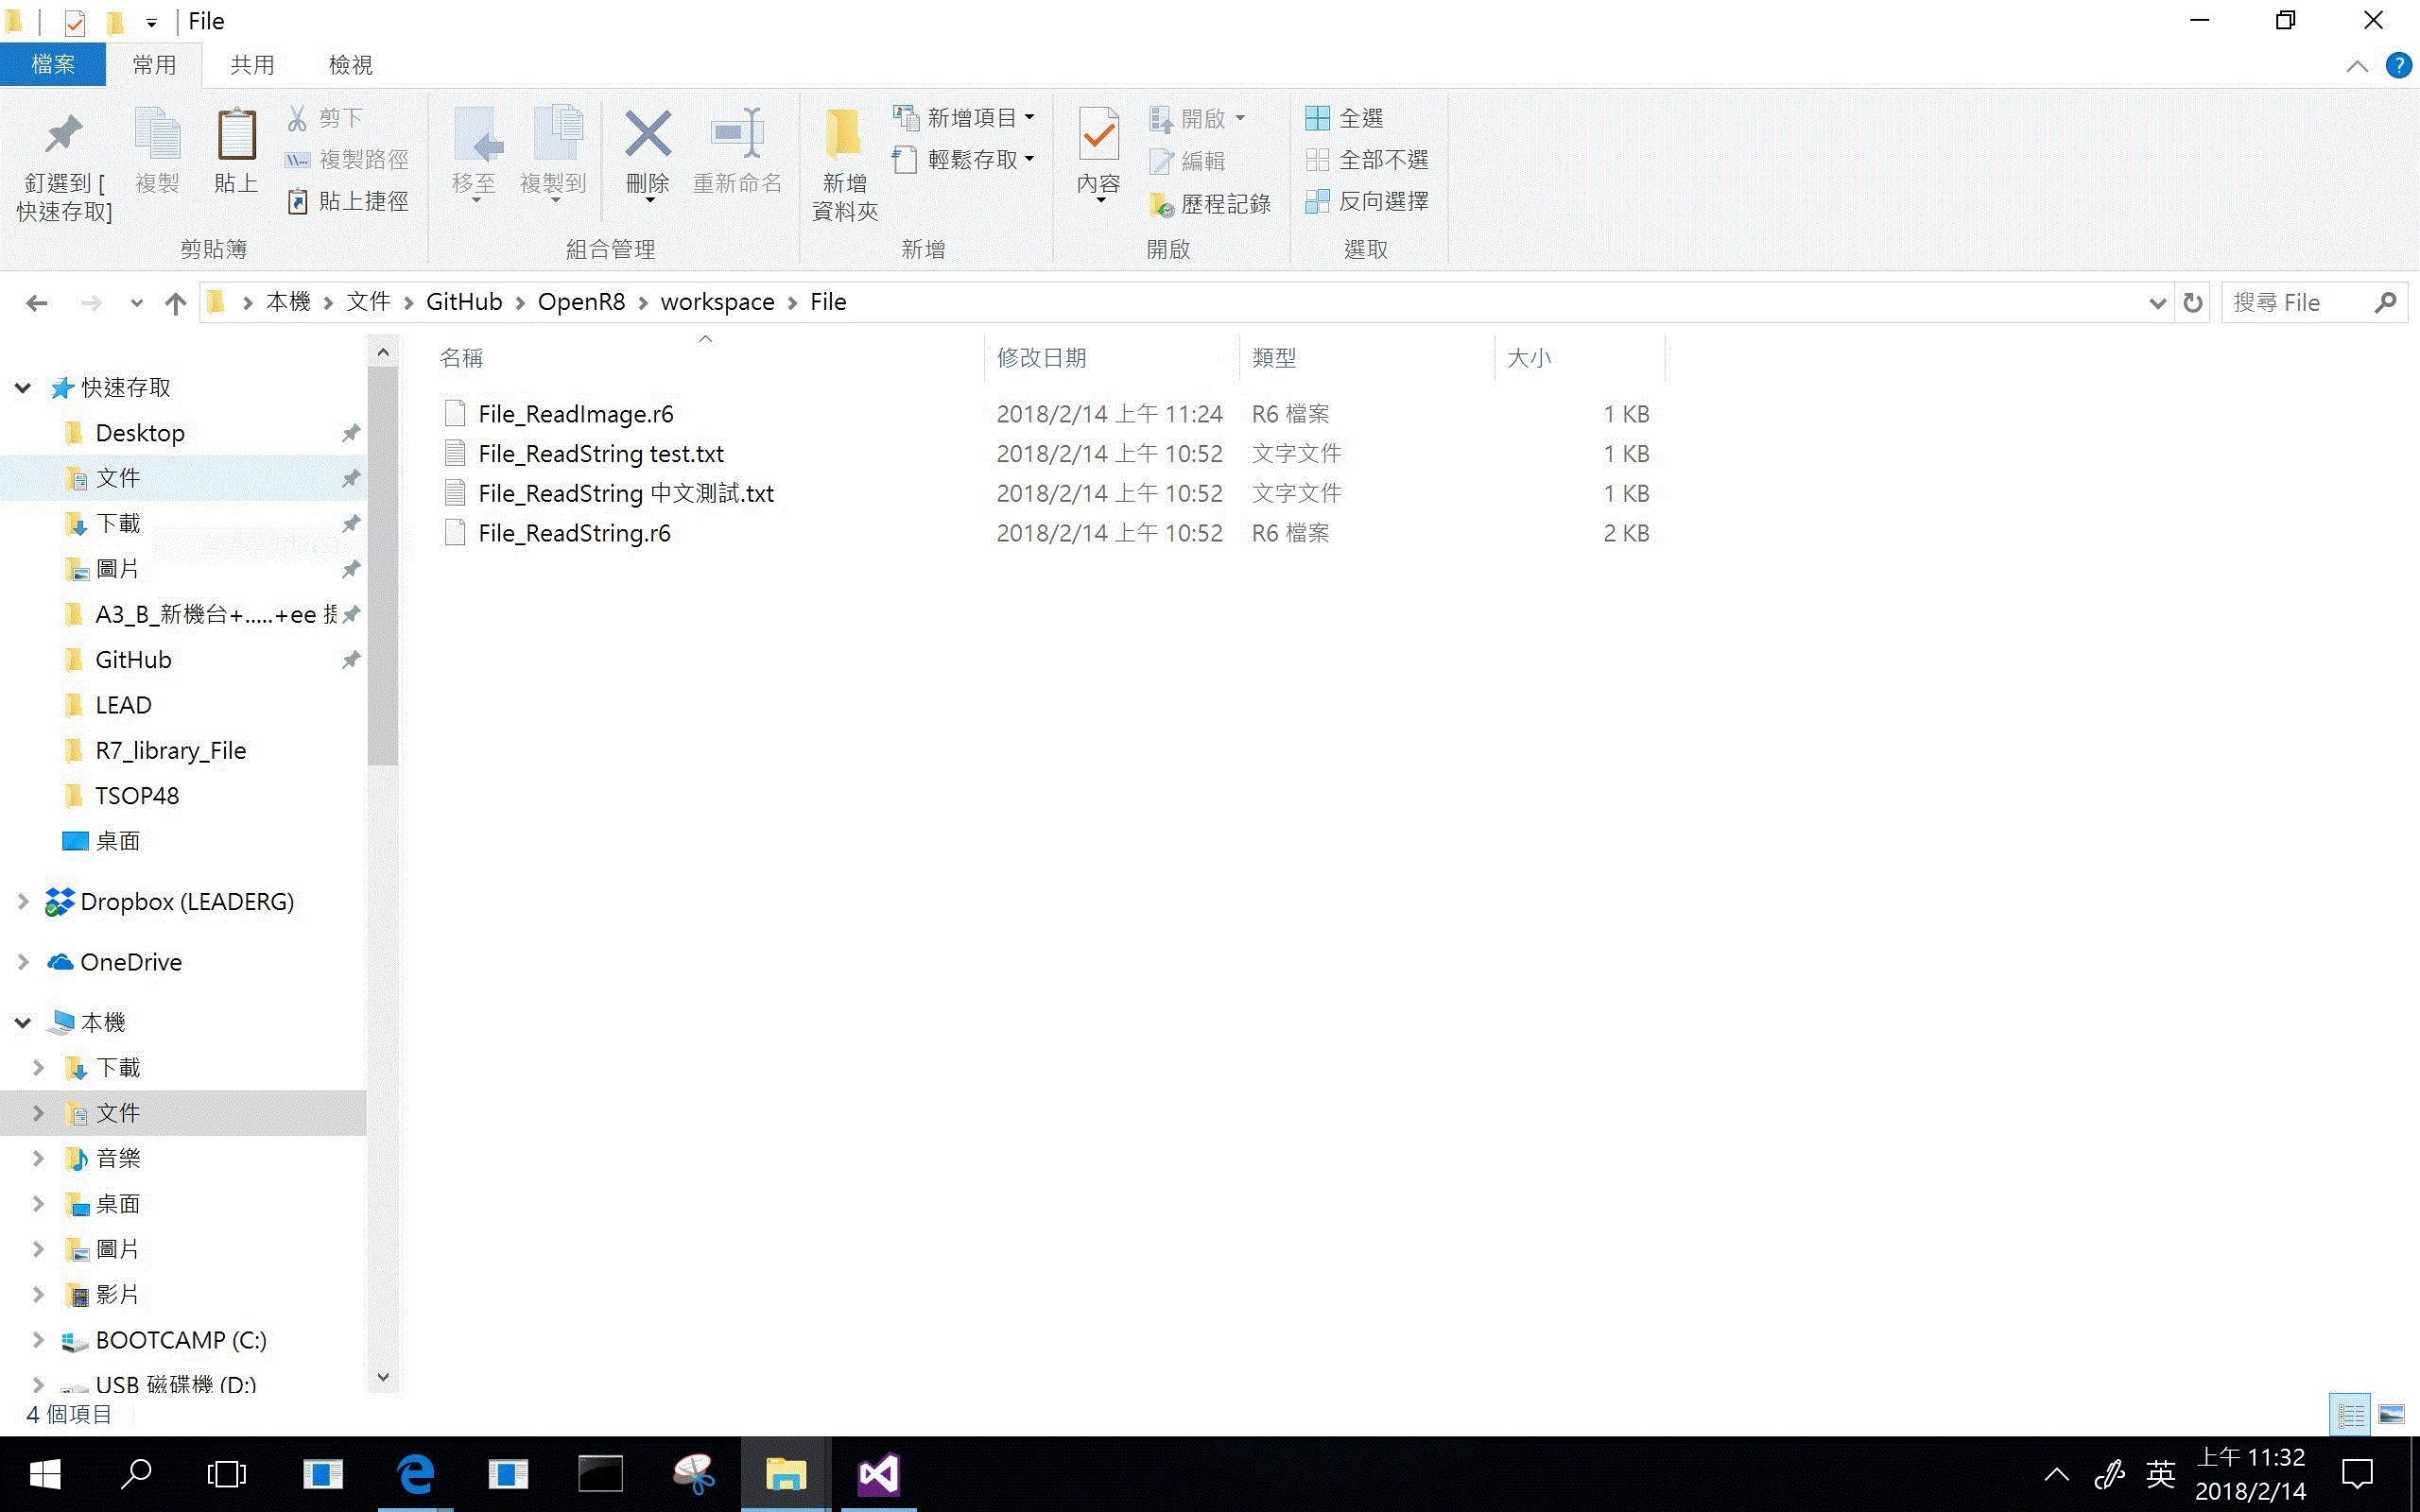 File
檔案 常用 共用 檢視
釘選到 [
快速存取]
複製
貼上
剪下
複製路徑
貼上捷徑
剪貼簿
移至
複製到
刪除
重新命名
組合管理
新增
資料夾
新增項目
輕鬆存取
新增
內容
開啟
編輯
歷程記錄
開啟
全選
全部不選
反向選擇
選取
本機 文件 GitHub OpenR8 workspace File
搜尋 File
快速存取
Desktop
文件
下載
圖片
A3_B_新機台+.....+ee
GitHub
LEAD
R7_library_File
TSOP48
桌面
Dropbox (LEADERG)
OneDrive
本機
下載
文件
音樂
桌面
圖片
影片
BOOTCAMP (C:)
USB 磁碟機 (D:)
名稱 修改日期 類型 大小
File_ReadImage.r6 2018/2/14 上午 11:24 R6 檔案 1 KB
File_ReadString test.txt 2018/2/14 上午 10:52 文字文件 1 KB
File_ReadString 中文測試.txt 2018/2/14 上午 10:52 文字文件 1 KB
File_ReadString.r6 2018/2/14 上午 10:52 R6 檔案 2 KB
4 個項目
英
上午 11:32
2018/2/14